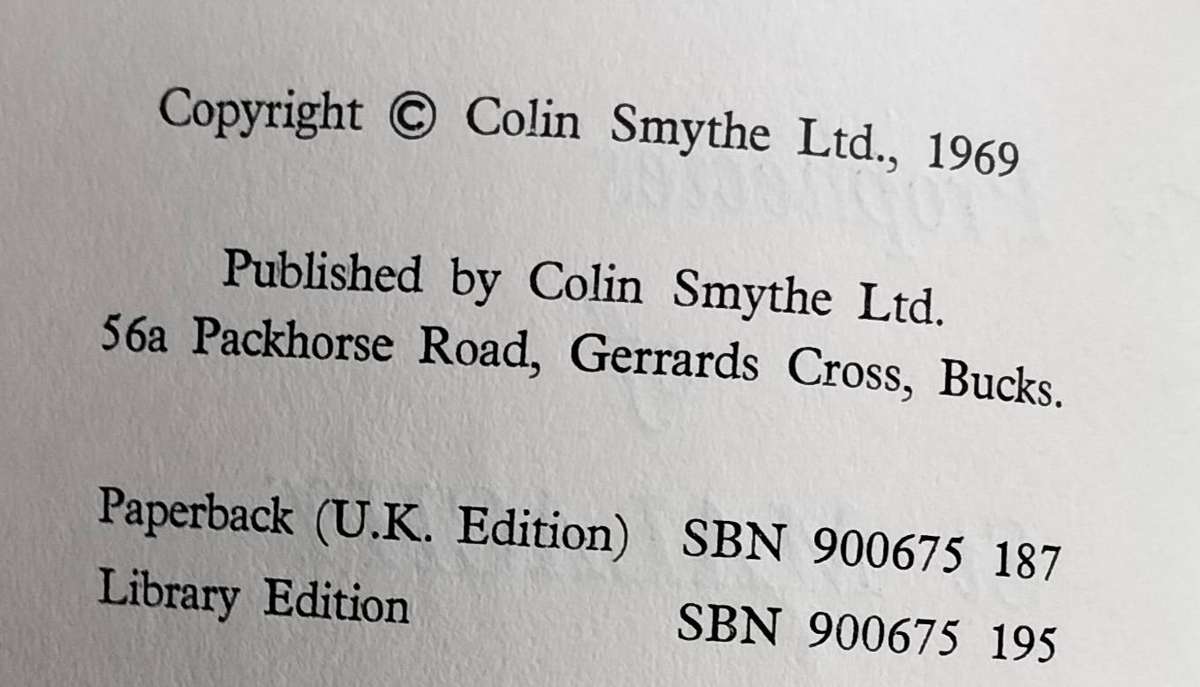 Copyright © Colin Smythe Ltd., 1969
Published by Colin Smythe Ltd.
56a Packhorse Road, Gerrards Cross, Bucks.
Paperback (U.K. Edition) SBN 900675 187
Library Edition SBN 900675 195